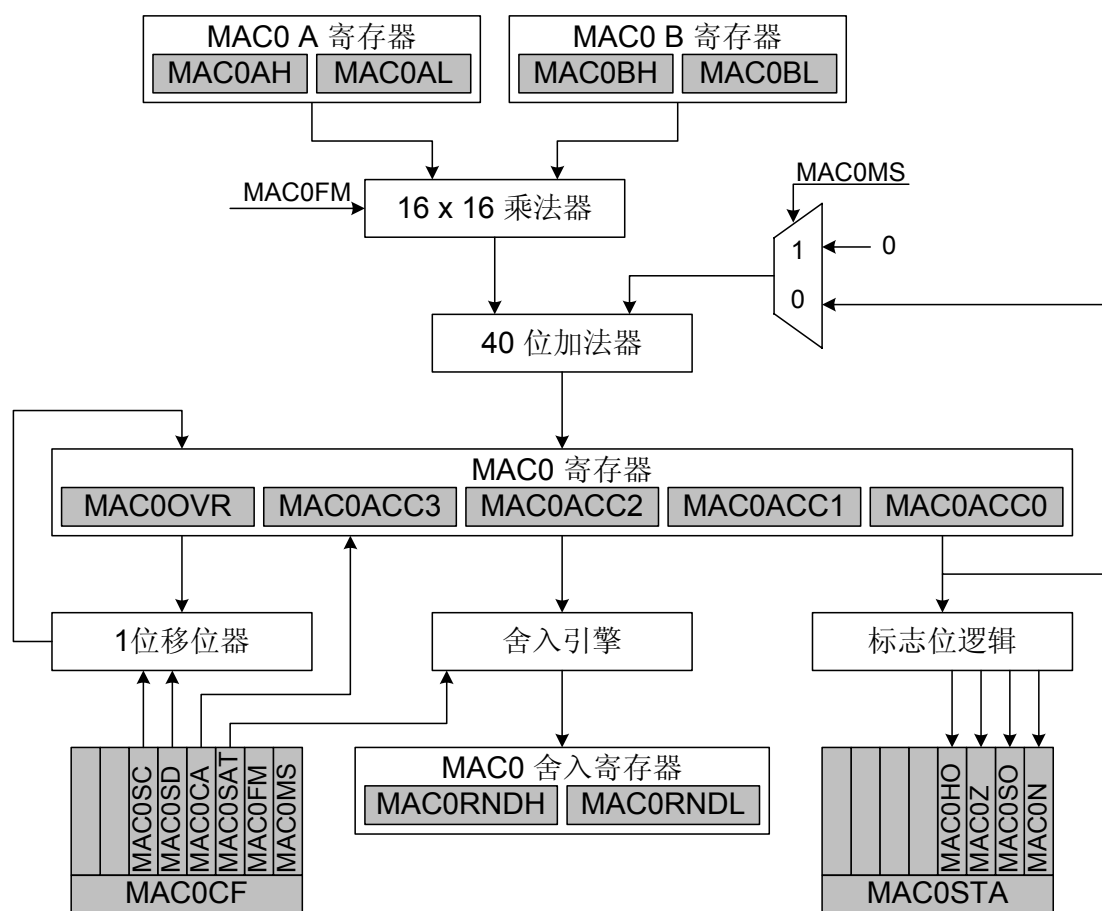 MAC0 A 寄存器
MAC0AH
MAC0AL
MAC0 B 寄存器
MAC0BH
MAC0BL
MAC0FM
16 x 16 乘法器
MAC0MS
1
0
0
40 位加法器
MAC0 寄存器
MAC0OVR
MAC0ACC3
MAC0ACC2
MAC0ACC1
MAC0ACC0
1位移位器
舍入引擎
标志位逻辑
MAC0SC
MAC0SD
MAC0CA
MAC0SAT
MAC0FM
MAC0MS
MAC0CF
MAC0 舍入寄存器
MAC0RNDH
MAC0RNDL
MAC0HO
MAC0Z
MAC0SO
MAC0N
MAC0STA